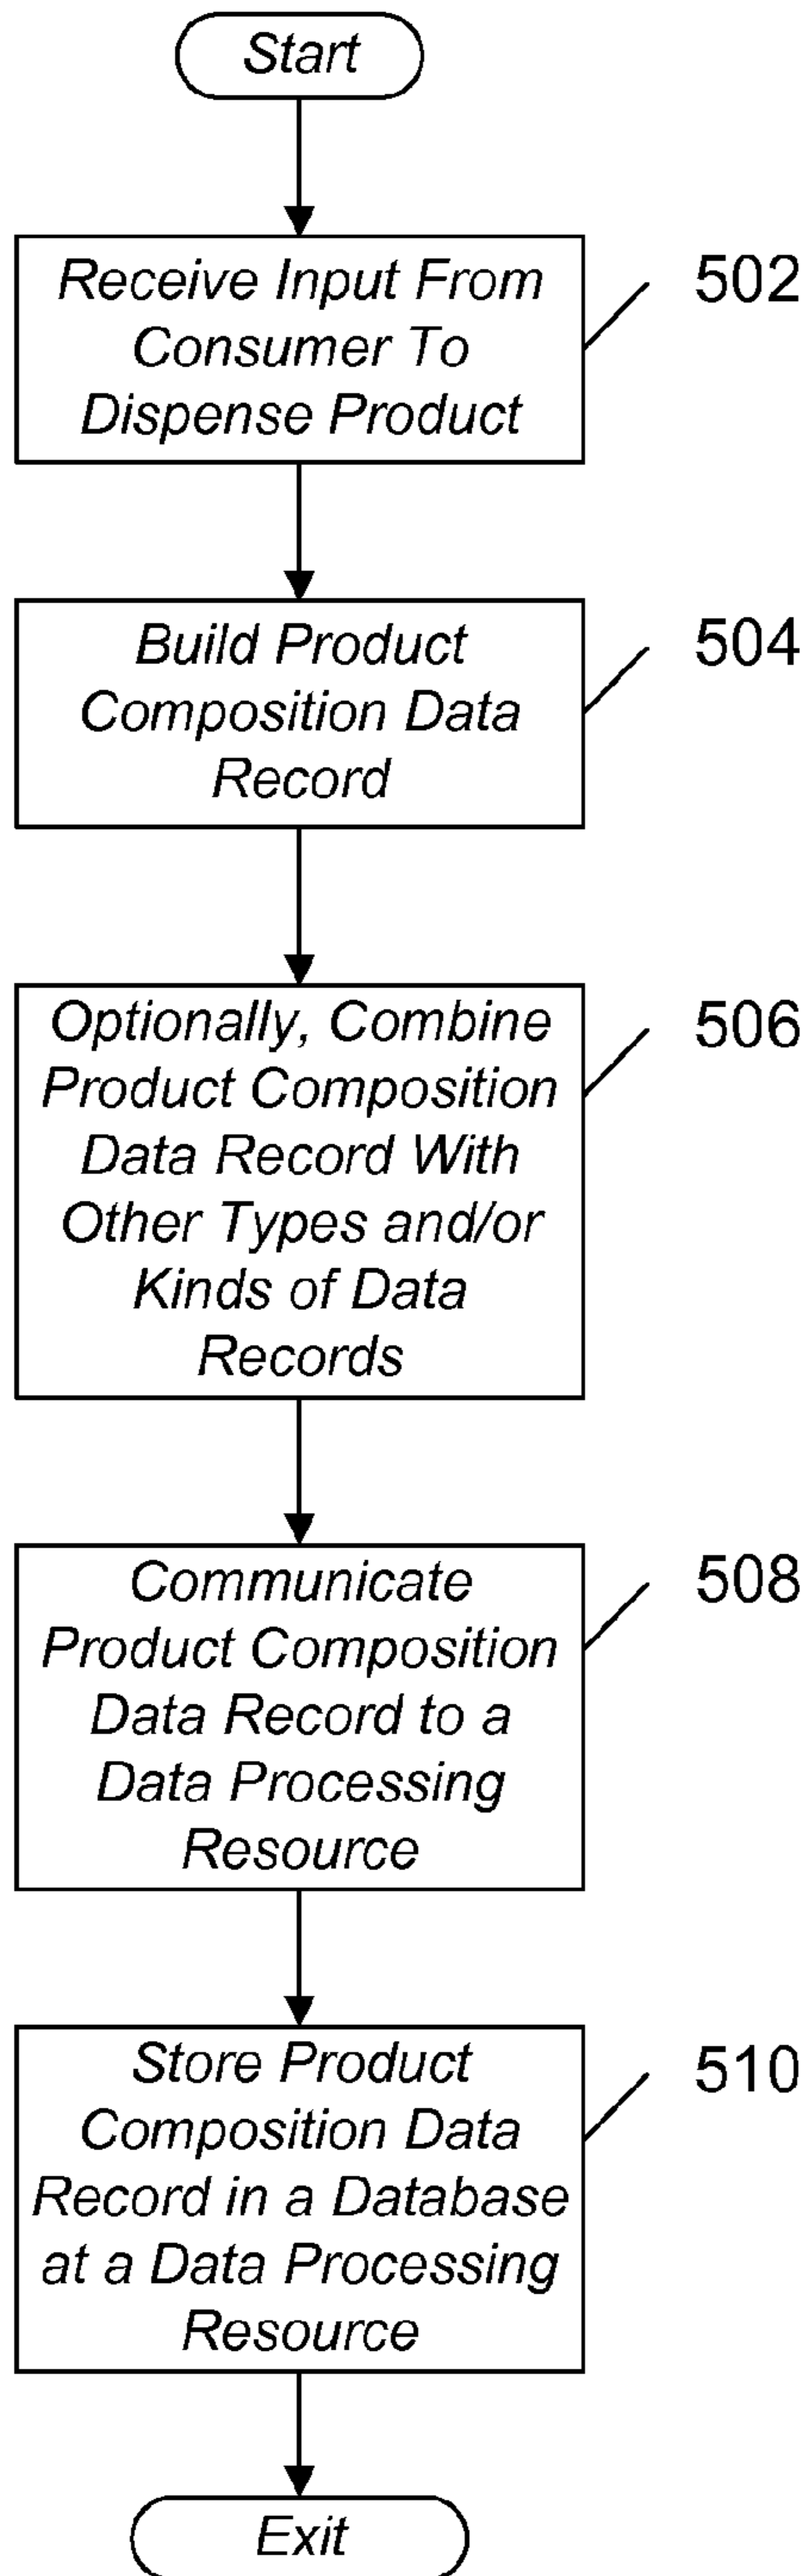 Start
Receive Input From
Consumer To
Dispense Product
502
Build Product
Composition Data
Record
504
Optionally, Combine
Product Composition
Data Record With
Other Types and/or
Kinds of Data
Records
506
Communicate
Product Composition
Data Record to a
Data Processing
Resource
508
Store Product
Composition Data
Record in a Database
at a Data Processing
Resource
510
Exit